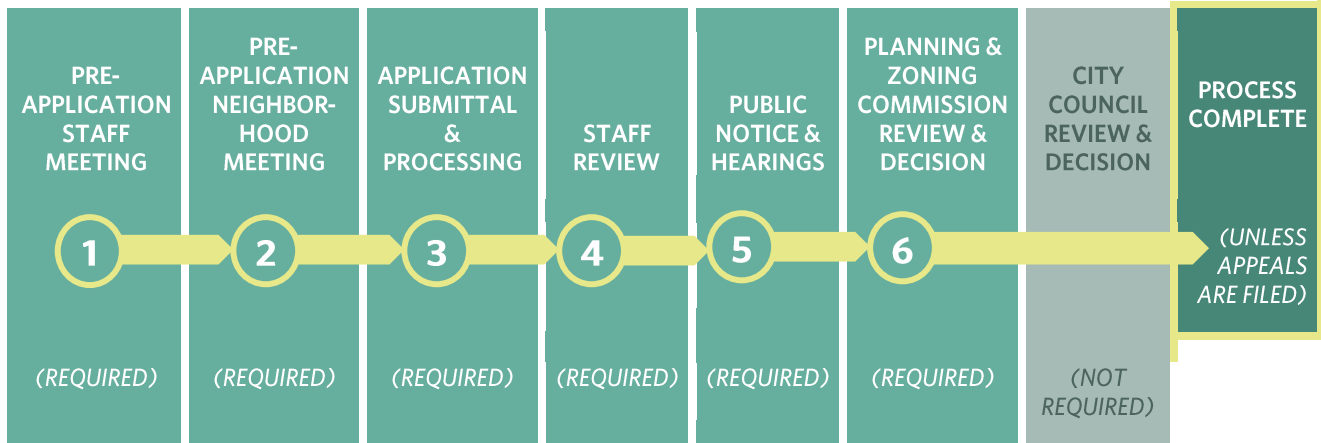 PRE-
APPLICATION
STAFF
MEETING
1
(REQUIRED)
PRE-
APPLICATION
NEIGHBOR-
HOOD
MEETING
2
(REQUIRED)
APPLICATION
SUBMITTAL
&
PROCESSING
3
(REQUIRED)
STAFF
REVIEW
4
(REQUIRED)
PUBLIC
NOTICE &
HEARINGS
5
(REQUIRED)
PLANNING &
ZONING
COMMISSION
REVIEW &
DECISION
6
(REQUIRED)
CITY
COUNCIL
REVIEW &
DECISION
(NOT
REQUIRED)
PROCESS
COMPLETE
(UNLESS
APPEALS
ARE FILED)